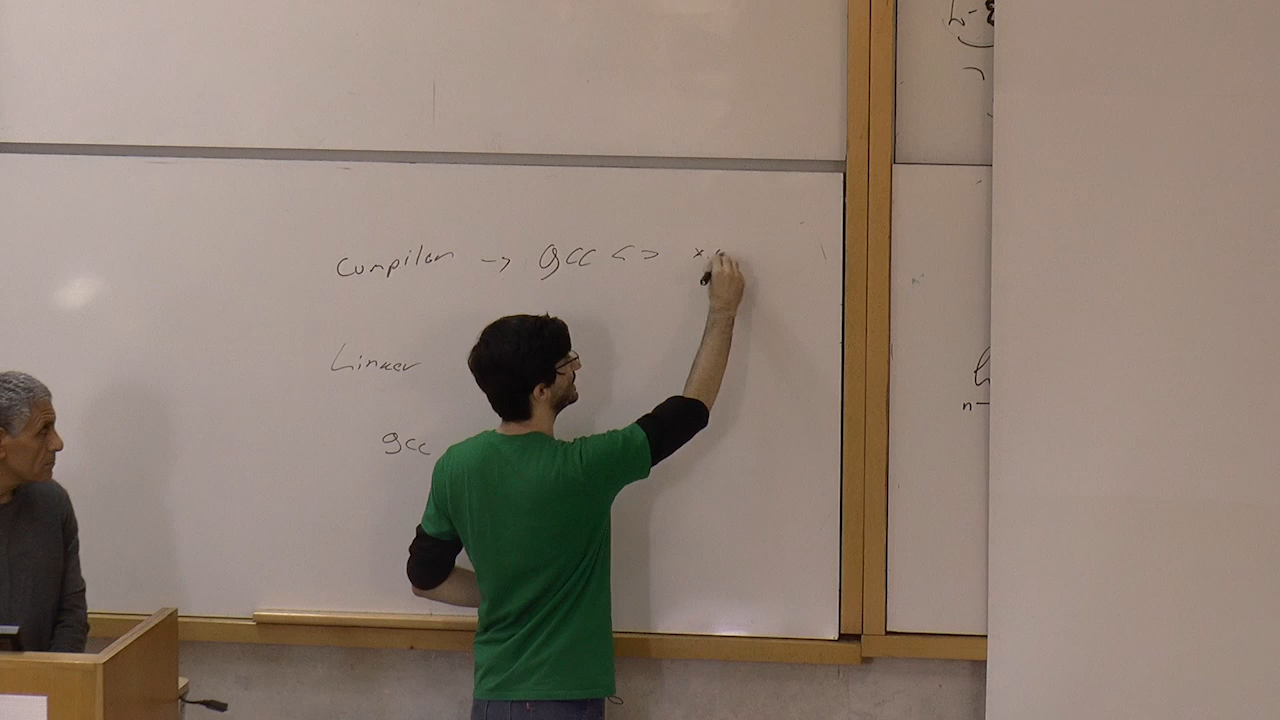 Compiler → gcc < >
Linker
gcc
n